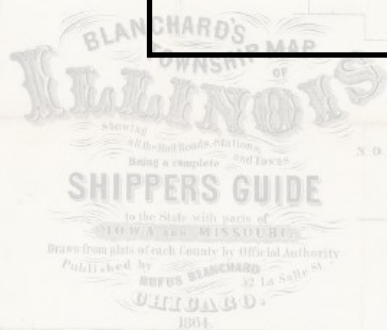 BLANCHARD'S
TOWNSHIP MAP
OF
ILLINOIS
showing
all the Rail Roads, Stations,
and Towns
Being a complete
SHIPPERS GUIDE
to the State with parts of
IOWA AND MISSOURI.
Drawn from plats of each County by Official Authority
Published by
RUFUS BLANCHARD
52 La Salle St.
CHICAGO.
1864.